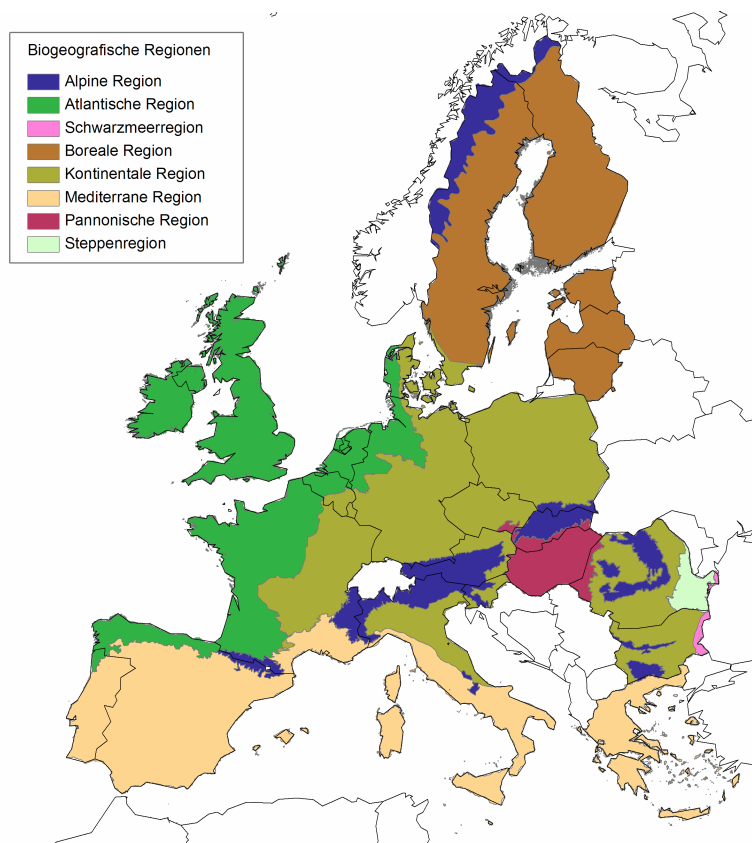 Biogeografische Regionen
Alpine Region
Atlantische Region
Schwarzmeerregion
Boreale Region
Kontinentale Region
Mediterrane Region
Pannonische Region
Steppenregion